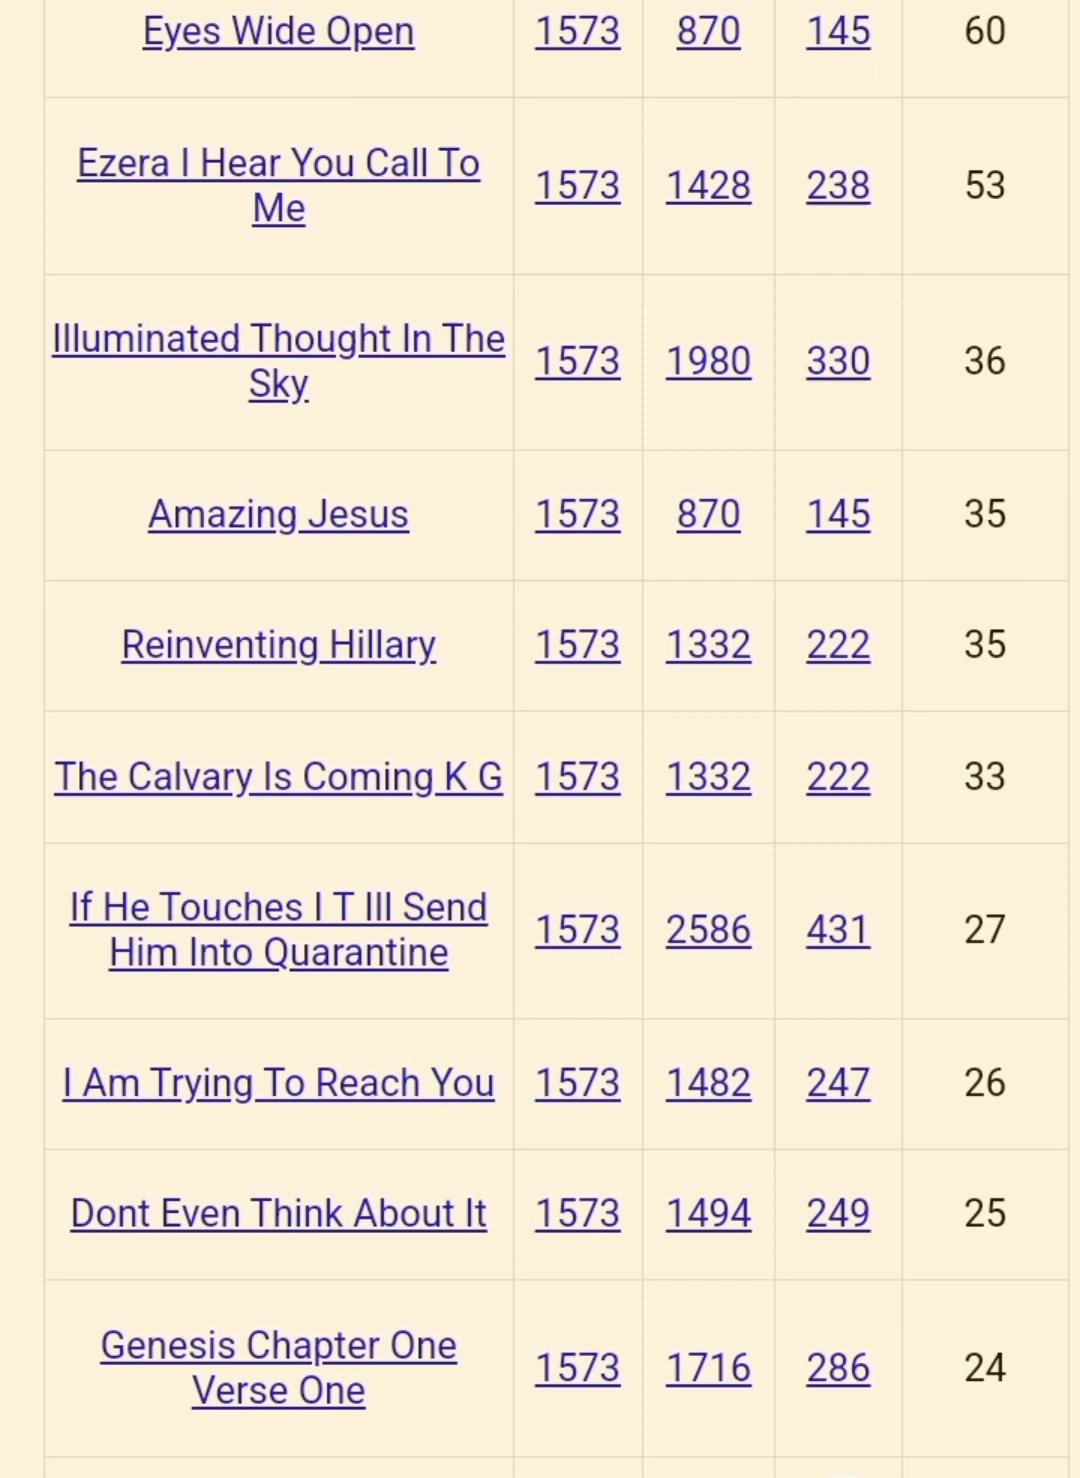 Eyes Wide Open 1573 870 145 60
Ezera I Hear You Call To
Me 1573 1428 238 53
Illuminated Thought In The
Sky 1573 1980 330 36
Amazing Jesus 1573 870 145 35
Reinventing Hillary 1573 1332 222 35
The Calvary Is Coming K G 1573 1332 222 33
If He Touches I T Ill Send
Him Into Quarantine 1573 2586 431 27
I Am Trying To Reach You 1573 1482 247 26
Dont Even Think About It 1573 1494 249 25
Genesis Chapter One
Verse One 1573 1716 286 24